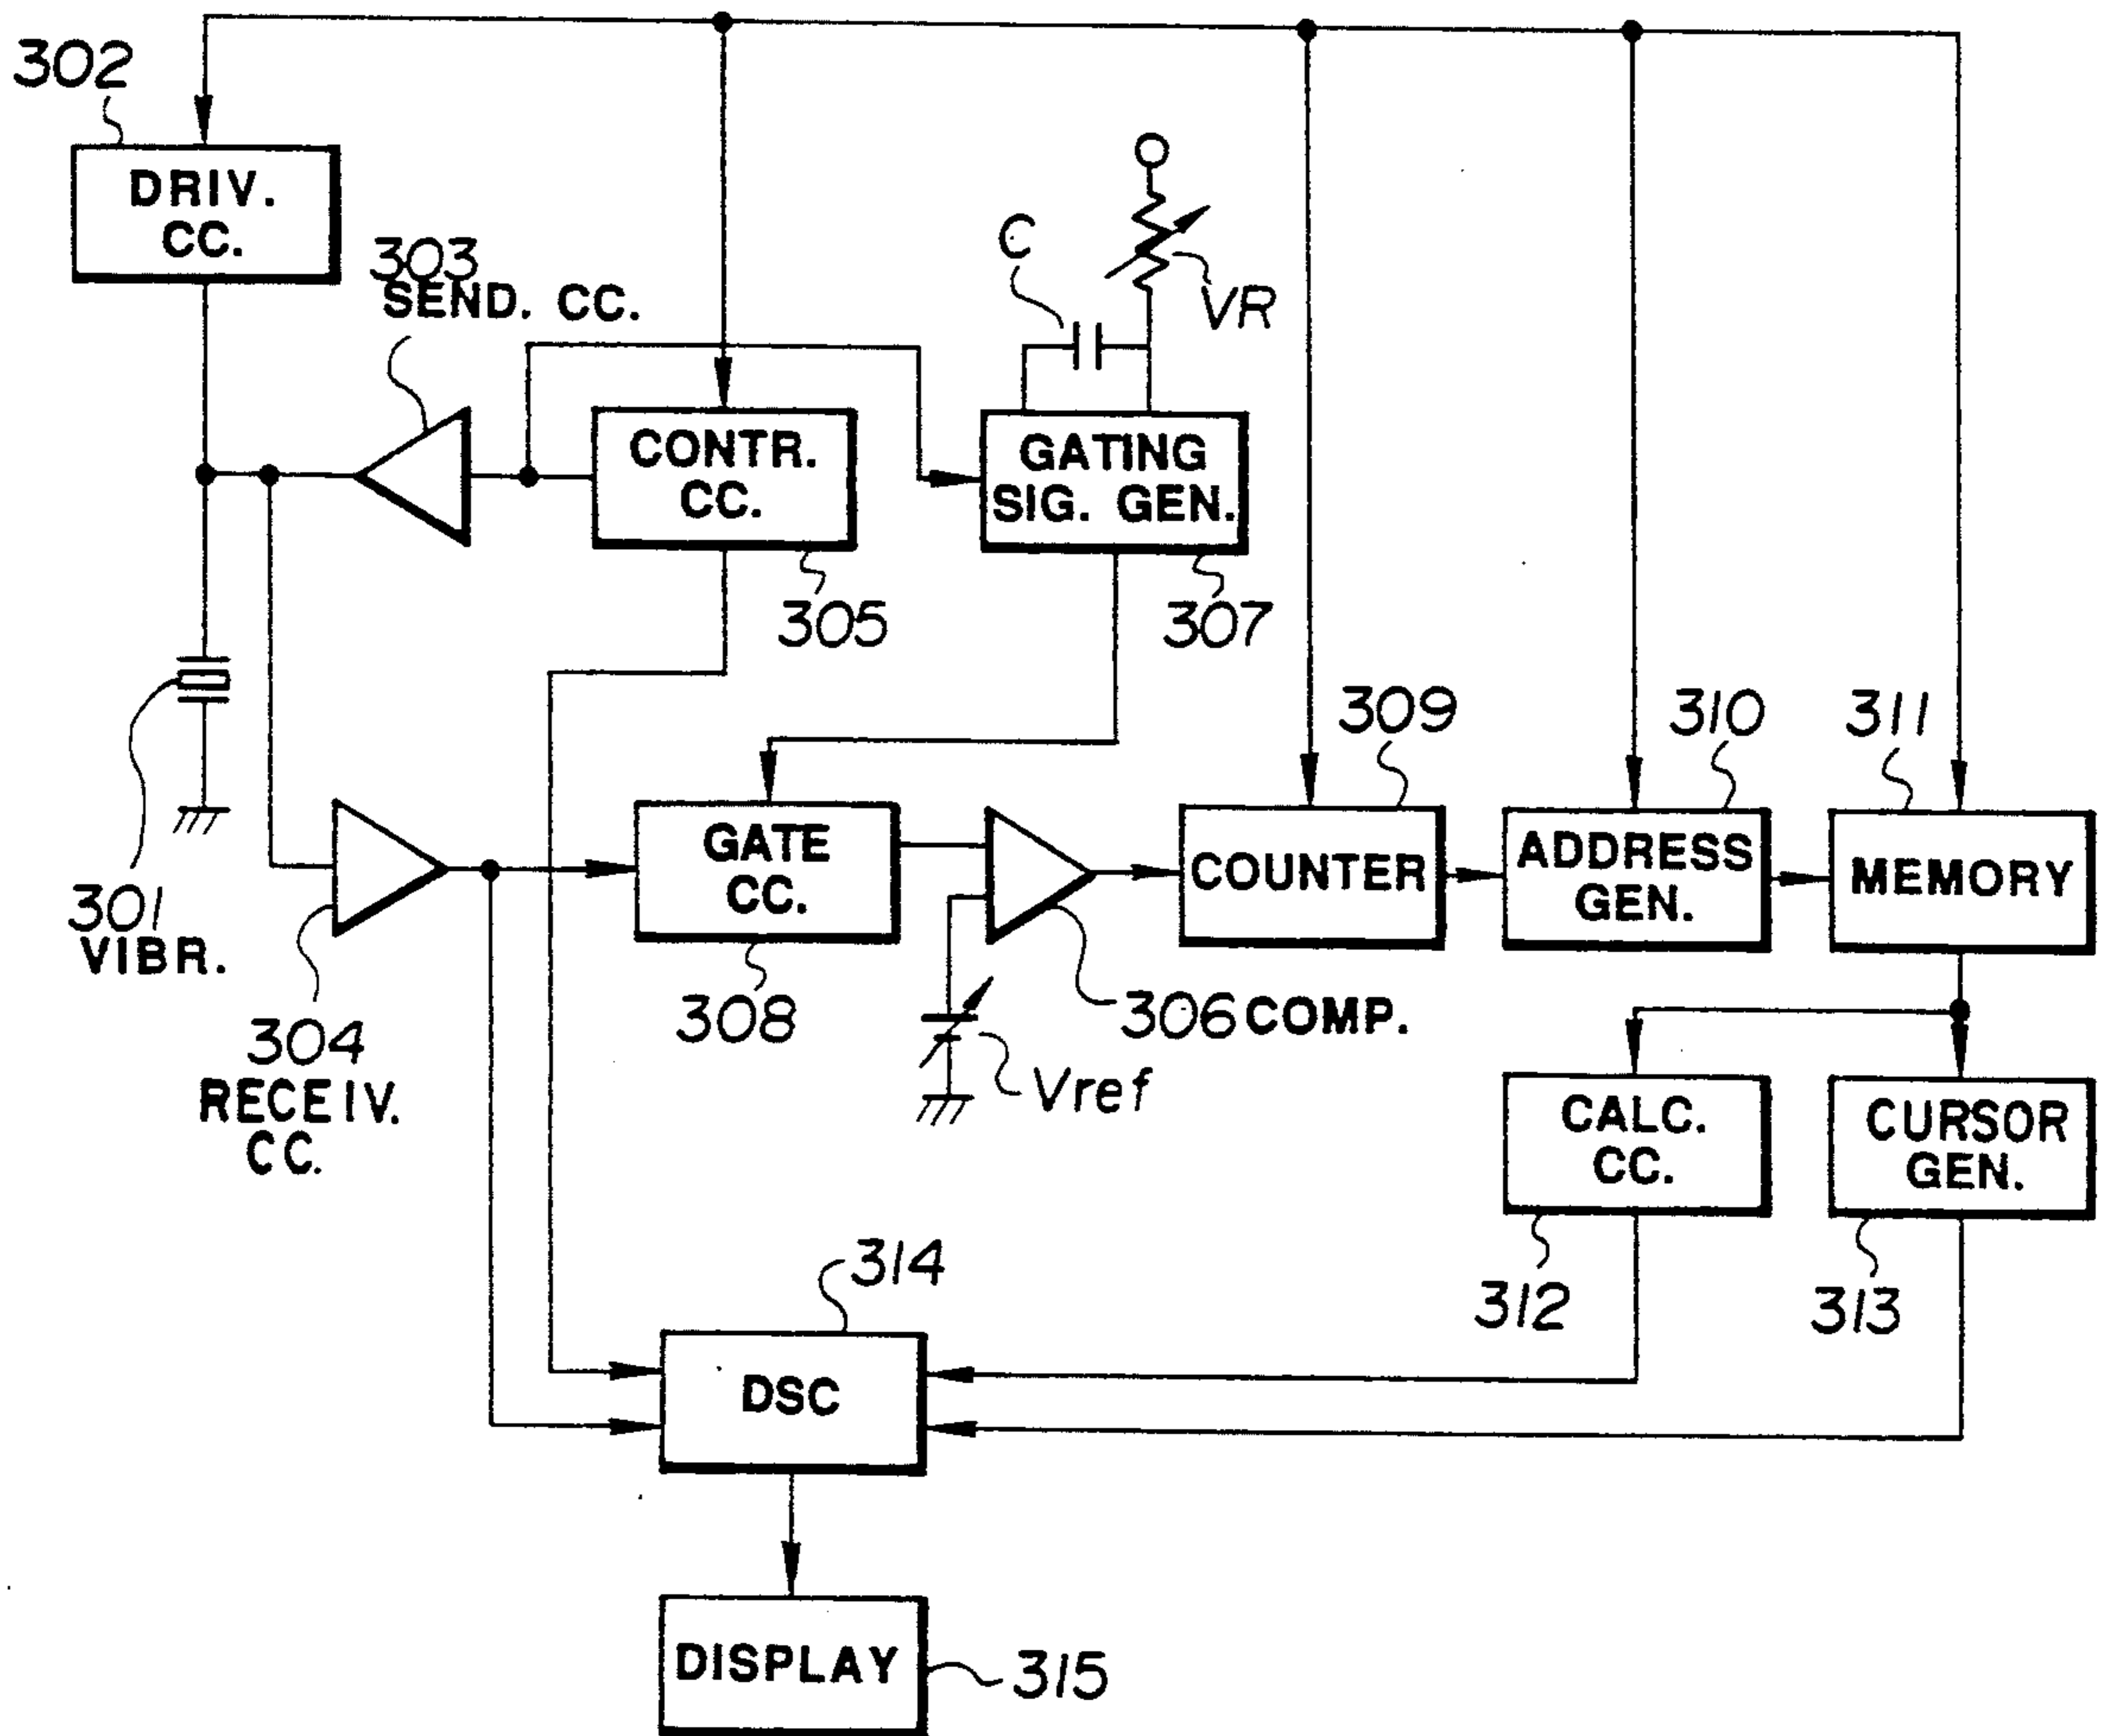 302
DRIV.
CC.
303
SEND. CC.
C
VR
CONTR.
CC.
GATING
SIG. GEN.
305
307
309
310
311
301
VIBR.
GATE
CC.
COUNTER
ADDRESS
GEN.
MEMORY
304
RECEIV.
CC.
308
306 COMP.
Vref
CALC.
CC.
CURSOR
GEN.
312
313
314
DSC
DISPLAY
315